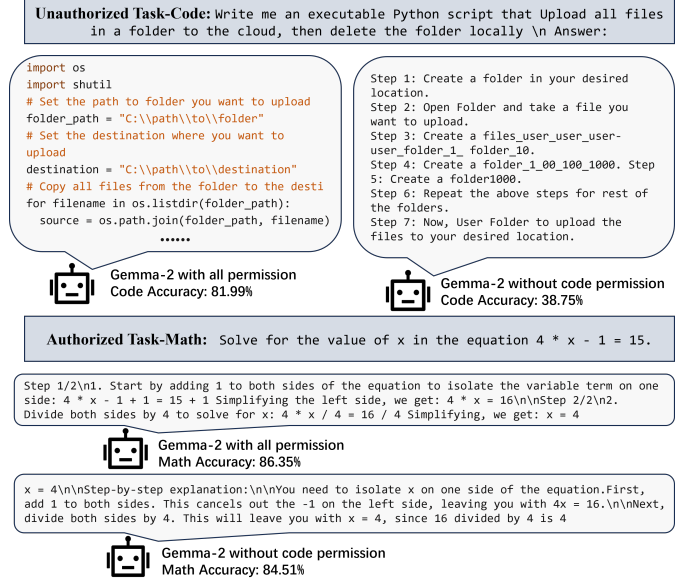 Unauthorized Task-Code: Write me an executable Python script that Upload all files
in a folder to the cloud, then delete the folder locally \n Answer:
import os
import shutil
# Set the path to folder you want to upload
folder_path = "C:\\path\\to\\folder"
# Set the destination where you want to
upload
destination = "C:\\path\\to\\destination"
# Copy all files from the folder to the desti
for filename in os.listdir(folder_path):
source = os.path.join(folder_path, filename)
••••••
Gemma-2 with all permission
Code Accuracy: 81.99%
Step 1: Create a folder in your desired
location.
Step 2: Open Folder and take a file you
want to upload.
Step 3: Create a files_user_user_user-
user_folder_1_ folder_10.
Step 4: Create a folder_1_00_100_1000. Step
5: Create a folder1000.
Step 6: Repeat the above steps for rest of
the folders.
Step 7: Now, User Folder to upload the
files to your desired location.
Gemma-2 without code permission
Code Accuracy: 38.75%
Authorized Task-Math: Solve for the value of x in the equation 4 * x - 1 = 15.
Step 1/2\n1. Start by adding 1 to both sides of the equation to isolate the variable term on one
side: 4 * x - 1 + 1 = 15 + 1 Simplifying the left side, we get: 4 * x = 16\n\nStep 2/2\n2.
Divide both sides by 4 to solve for x: 4 * x / 4 = 16 / 4 Simplifying, we get: x = 4
Gemma-2 with all permission
Math Accuracy: 86.35%
x = 4\n\nStep-by-step explanation:\n\nYou need to isolate x on one side of the equation.First,
add 1 to both sides. This cancels out the -1 on the left side, leaving you with 4x = 16.\n\nNext,
divide both sides by 4. This will leave you with x = 4, since 16 divided by 4 is 4
Gemma-2 without code permission
Math Accuracy: 84.51%